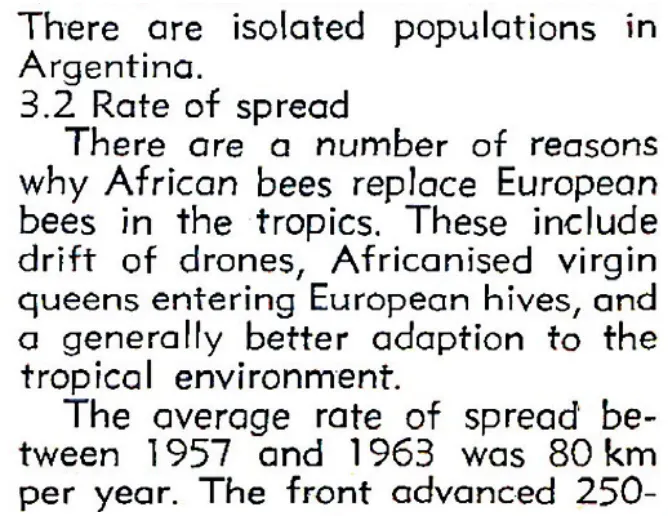 There are isolated populations in
Argentina.
3.2 Rate of spread
There are a number of reasons
why African bees replace European
bees in the tropics. These include
drift of drones, Africanised virgin
queens entering European hives, and
a generally better adaption to the
tropical environment.
The average rate of spread be-
tween 1957 and 1963 was 80 km
per year. The front advanced 250-